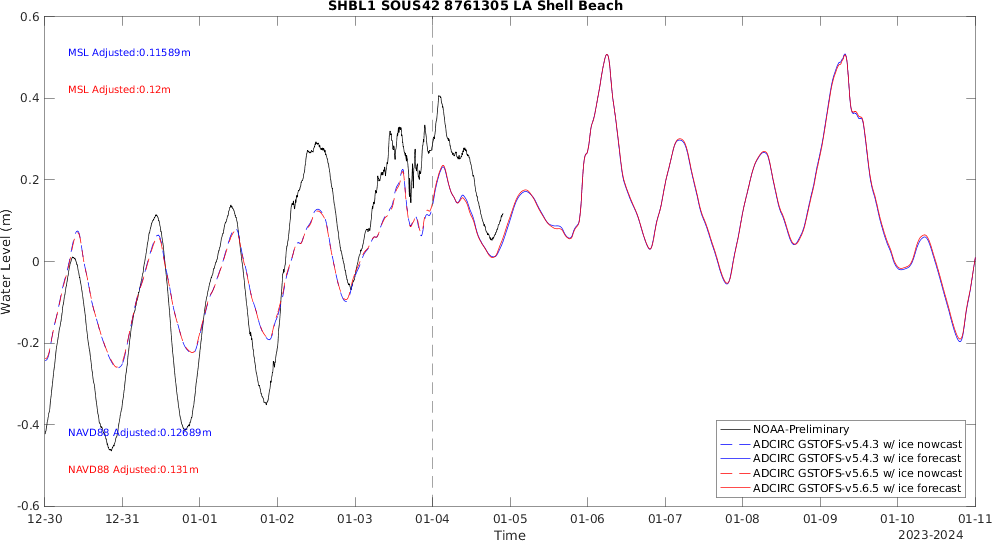 SHBL1 SOUS42 8761305 LA Shell Beach
0.6
0.4
0.2
0
-0.2
-0.4
-0.6
Water Level (m)
MSL Adjusted:0.11589m
MSL Adjusted:0.12m
NAVD88 Adjusted:0.12689m
NAVD88 Adjusted:0.131m
NOAA-Preliminary
ADCIRC GSTOFS-v5.4.3 w/ ice nowcast
ADCIRC GSTOFS-v5.4.3 w/ ice forecast
ADCIRC GSTOFS-v5.6.5 w/ ice nowcast
ADCIRC GSTOFS-v5.6.5 w/ ice forecast
12-30 12-31 01-01 01-02 01-03 01-04 01-05 01-06 01-07 01-08 01-09 01-10 01-11
Time
2023-2024